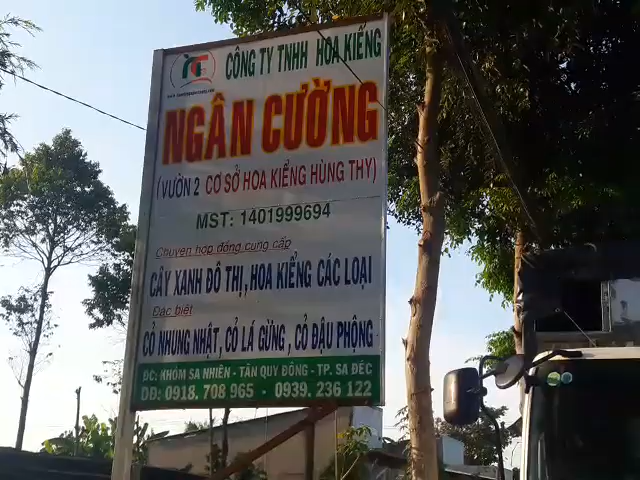 CÔNG TY TNHH HOA KIỂNG
NGÂN CƯỜNG
(VƯỜN 2 CƠ SỞ HOA KIỂNG HÙNG THY)
MST: 1401999694
Chuyên hợp đồng cung cấp
CÂY XANH ĐÔ THỊ, HOA KIỂNG CÁC LOẠI
Đặc biệt
CỎ NHUNG NHẬT, CỎ LÁ GỪNG, CỎ ĐẬU PHỘNG
ĐC: KHÓM SA NHIÊN - TÂN QUY ĐÔNG - TP. SA ĐÉC
DĐ: 0918. 708 965 - 0939. 236 122